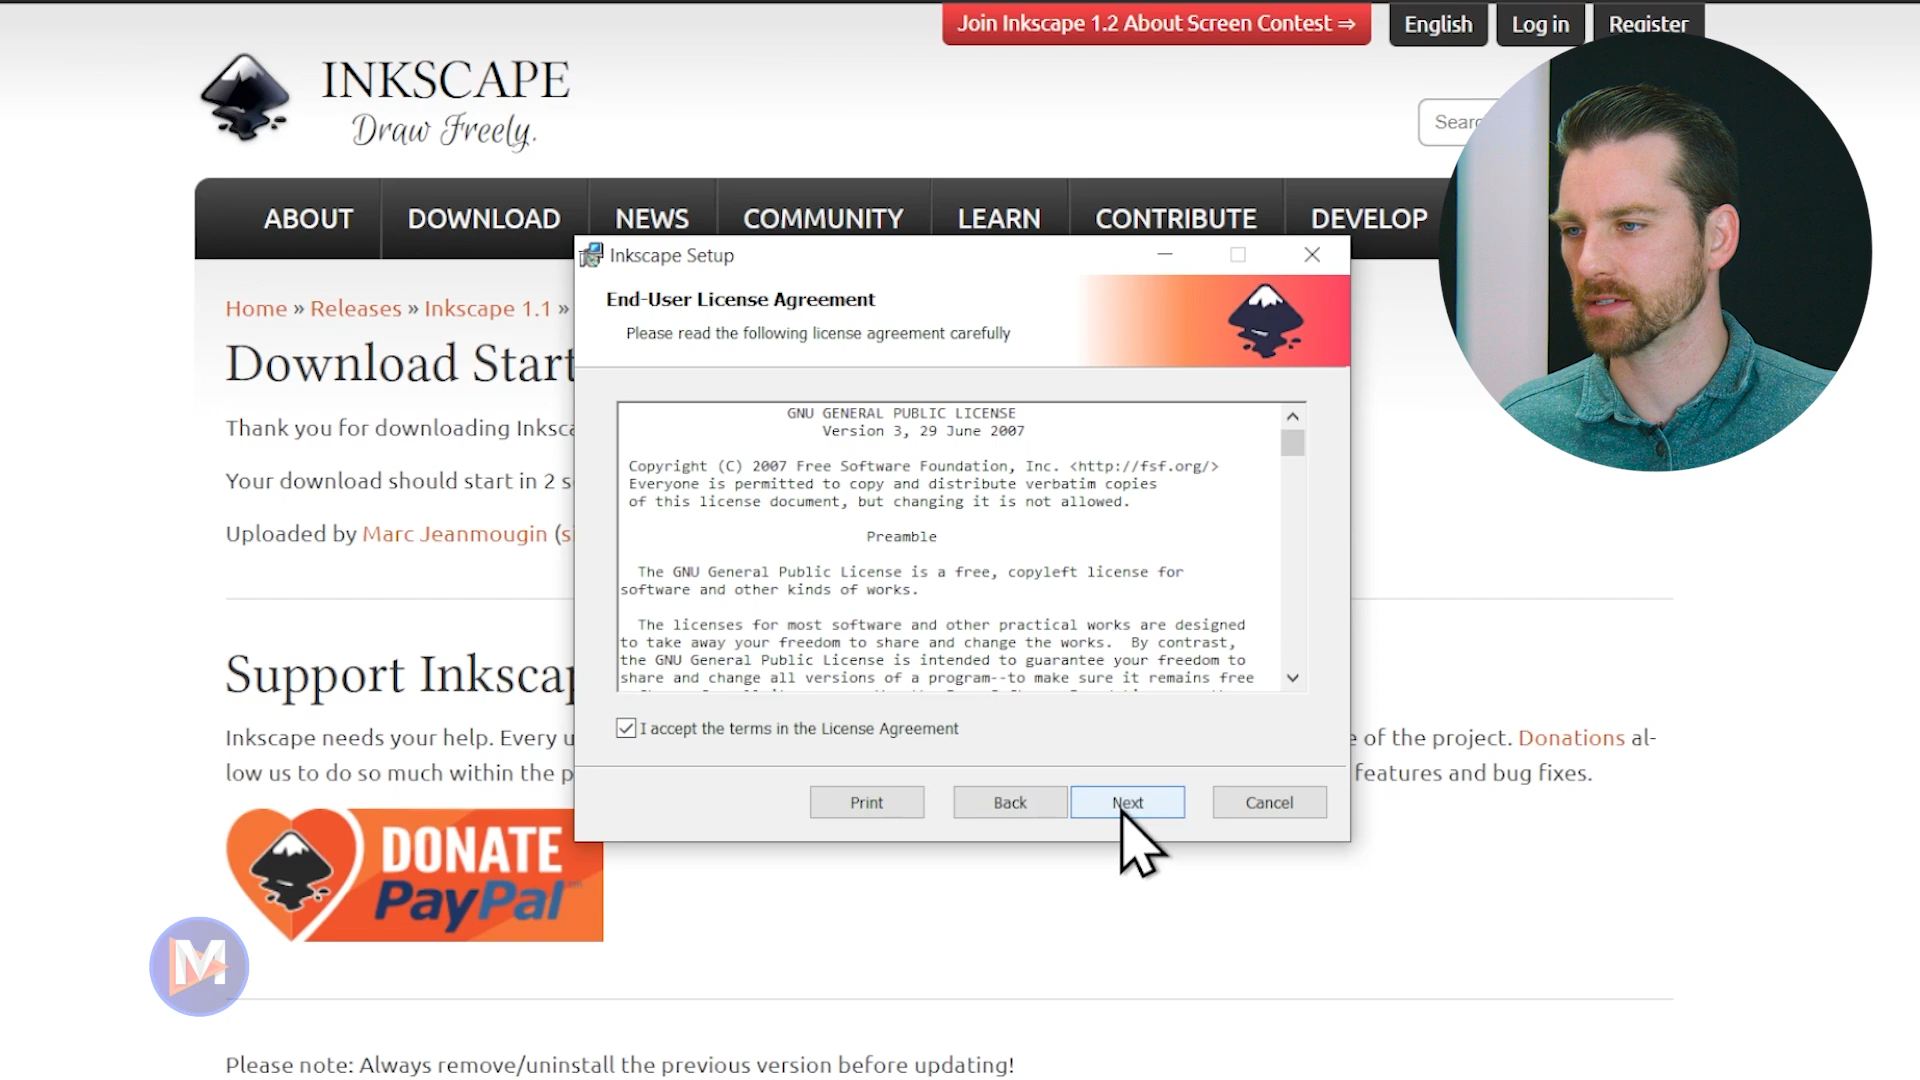 Join Inkscape 1.2 About Screen Contest ⇒
English
Log in
Register
INKSCAPE
Draw Freely.
Searc
ABOUT
DOWNLOAD
NEWS
COMMUNITY
LEARN
CONTRIBUTE
DEVELOP
Home » Releases » Inkscape 1.1 »
Download Start
Thank you for downloading Inksca
Your download should start in 2 s
Uploaded by Marc Jeanmougin (si
Inkscape Setup
End-User License Agreement
Please read the following license agreement carefully
GNU GENERAL PUBLIC LICENSE
Version 3, 29 June 2007
Copyright (C) 2007 Free Software Foundation, Inc. <http://fsf.org/>
Everyone is permitted to copy and distribute verbatim copies
of this license document, but changing it is not allowed.
Preamble
The GNU General Public License is a free, copyleft license for
software and other kinds of works.
The licenses for most software and other practical works are designed
to take away your freedom to share and change the works. By contrast,
the GNU General Public License is intended to guarantee your freedom to
share and change all versions of a program--to make sure it remains free
I accept the terms in the License Agreement
Print
Back
Next
Cancel
Support Inkscap
Inkscape needs your help. Every u
e of the project. Donations al-
low us to do so much within the p
features and bug fixes.
DONATE
PayPal™
M
Please note: Always remove/uninstall the previous version before updating!